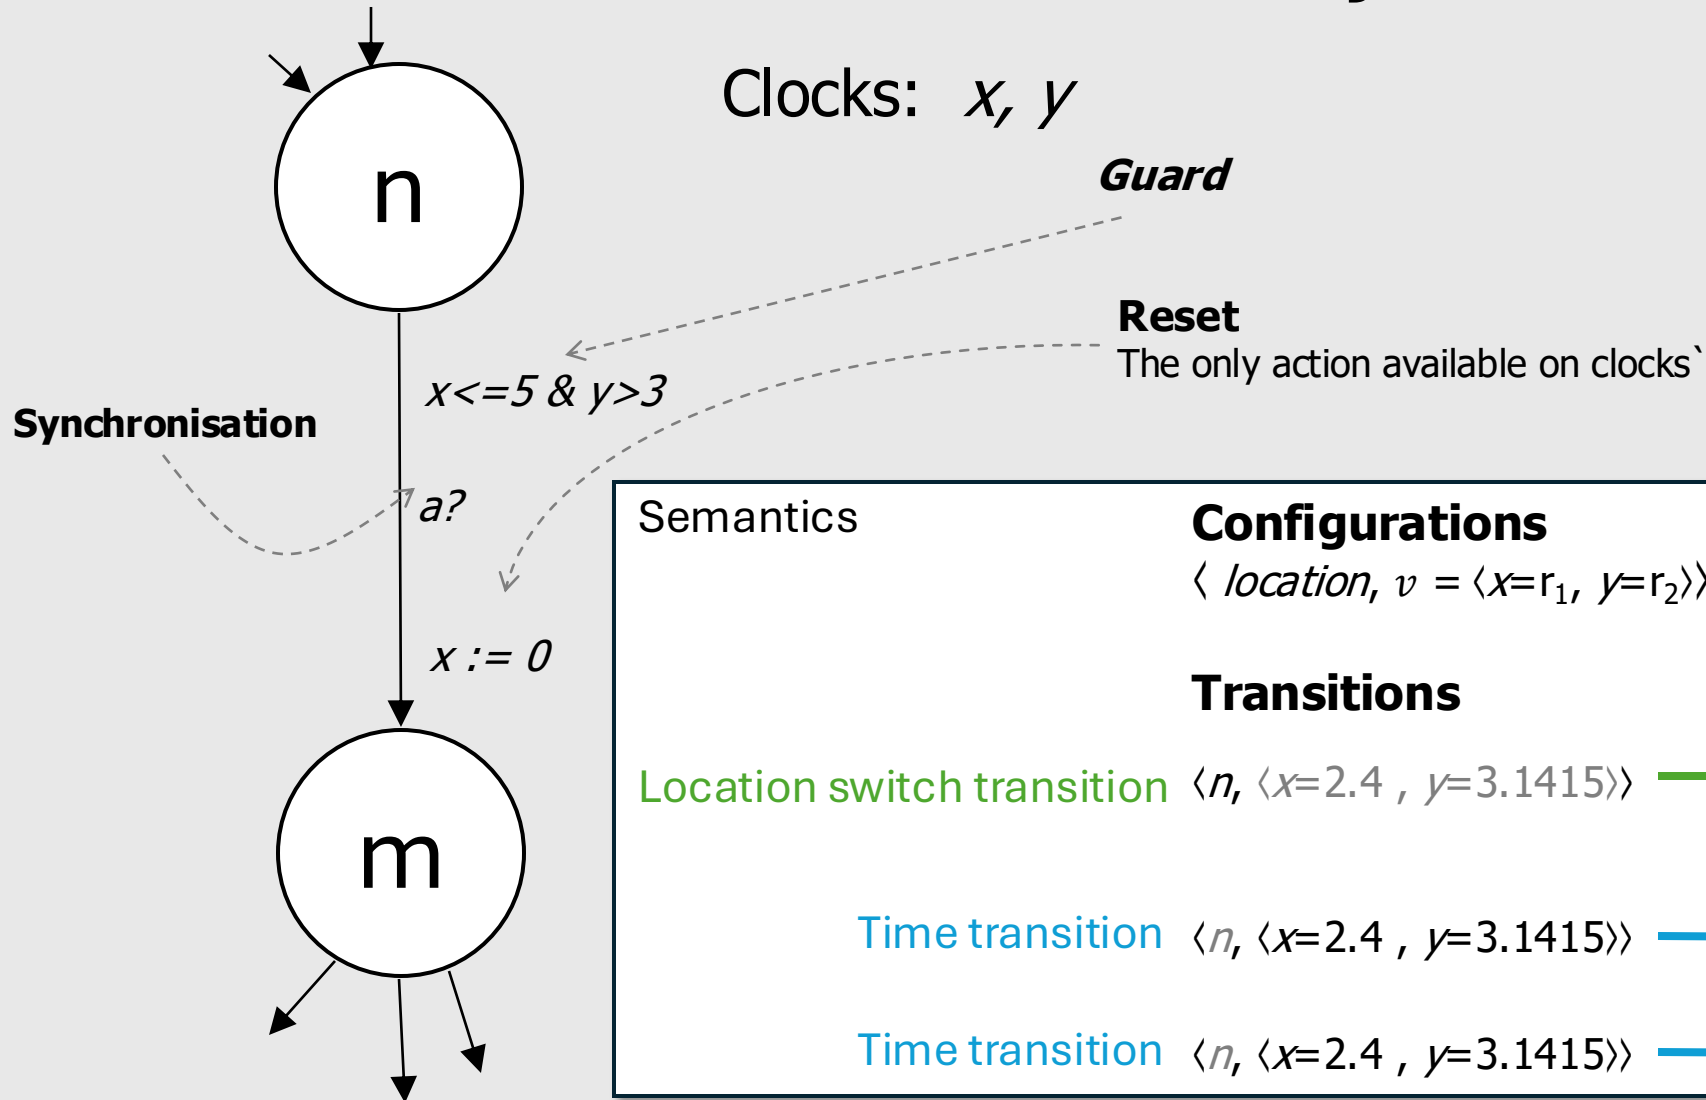 Clocks: x, y
n
Guard
Reset
The only action available on clocks`
x<=5 & y>3
Synchronisation
a?
x := 0
m
Semantics
Configurations
⟨ location, v = ⟨x=r₁, y=r₂⟩⟩
Transitions
Location switch transition ⟨n, ⟨x=2.4 , y=3.1415⟩⟩
Time transition ⟨n, ⟨x=2.4 , y=3.1415⟩⟩
Time transition ⟨n, ⟨x=2.4 , y=3.1415⟩⟩